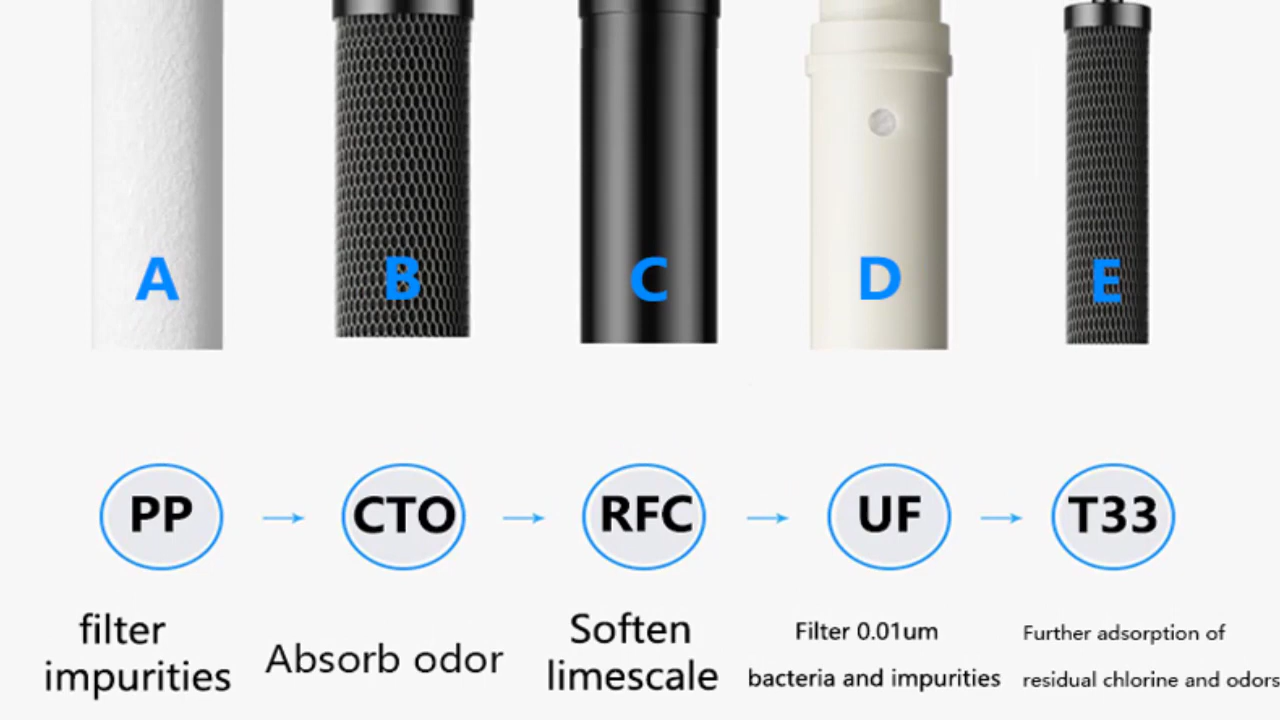 A B C D E
PP CTO RFC UF T33
filter
impurities
Absorb odor
Soften
limescale
Filter 0.01um
bacteria and impurities
Further adsorption of
residual chlorine and odors